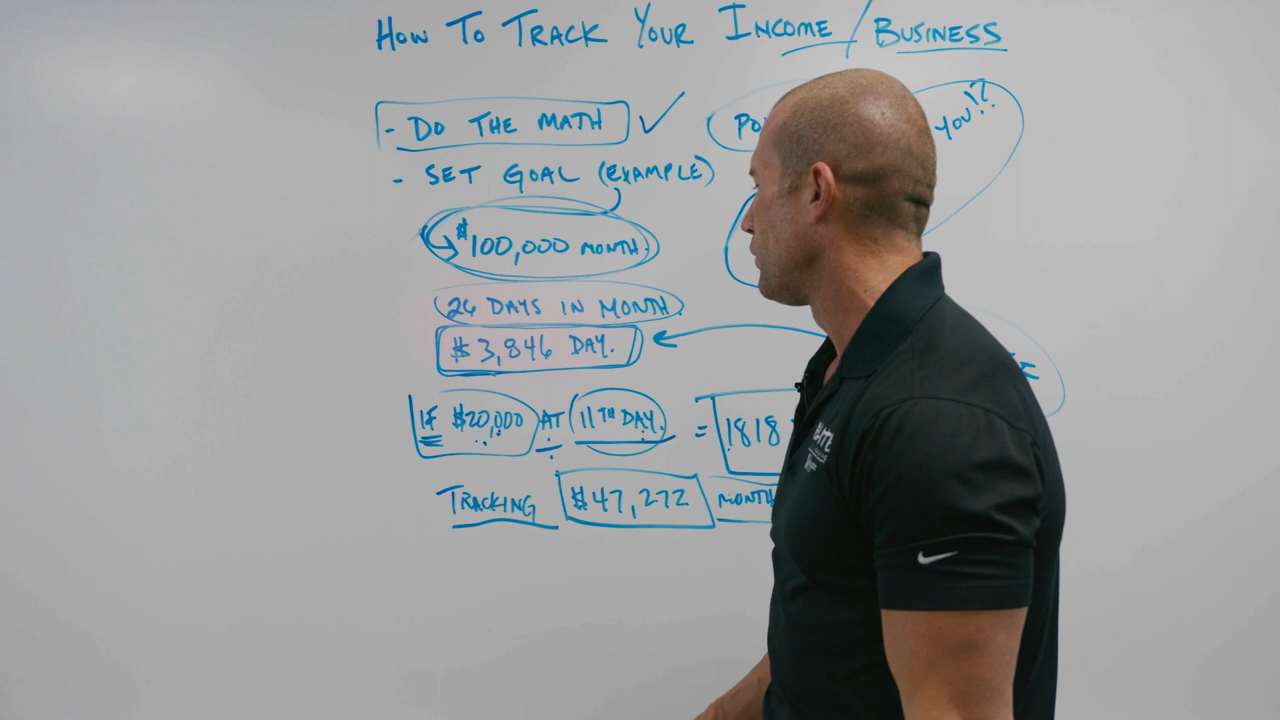 How To Track Your Income / Business
- Do The Math ✓
YOU!?
- Set Goal (Example)
$100,000 month.
26 Days in Month.
$3,846 Day.
If $20,000 at 11th Day. = 1818
Tracking $47,272 month